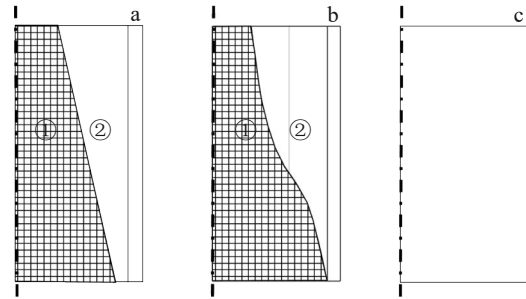 a b c
① ② ① ②